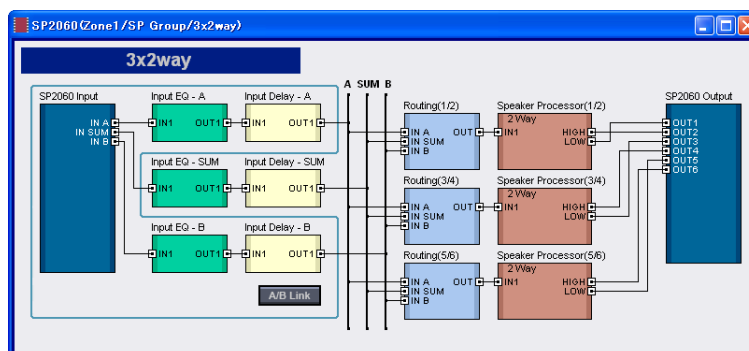 SP2060(Zone1/SP Group/3x2way)
3x2way
A SUM B
SP2060 Input
IN A
IN SUM
IN B
Input EQ - A
IN1 OUT1
Input Delay - A
IN1 OUT1
Input EQ - SUM
IN1 OUT1
Input Delay - SUM
IN1 OUT1
Input EQ - B
IN1 OUT1
Input Delay - B
IN1 OUT1
A/B Link
Routing(1/2)
IN A OUT
IN SUM
IN B
Speaker Processor(1/2)
2 Way
IN1 HIGH
LOW
Routing(3/4)
IN A OUT
IN SUM
IN B
Speaker Processor(3/4)
2 Way
IN1 HIGH
LOW
Routing(5/6)
IN A OUT
IN SUM
IN B
Speaker Processor(5/6)
2 Way
IN1 HIGH
LOW
SP2060 Output
OUT1
OUT2
OUT3
OUT4
OUT5
OUT6